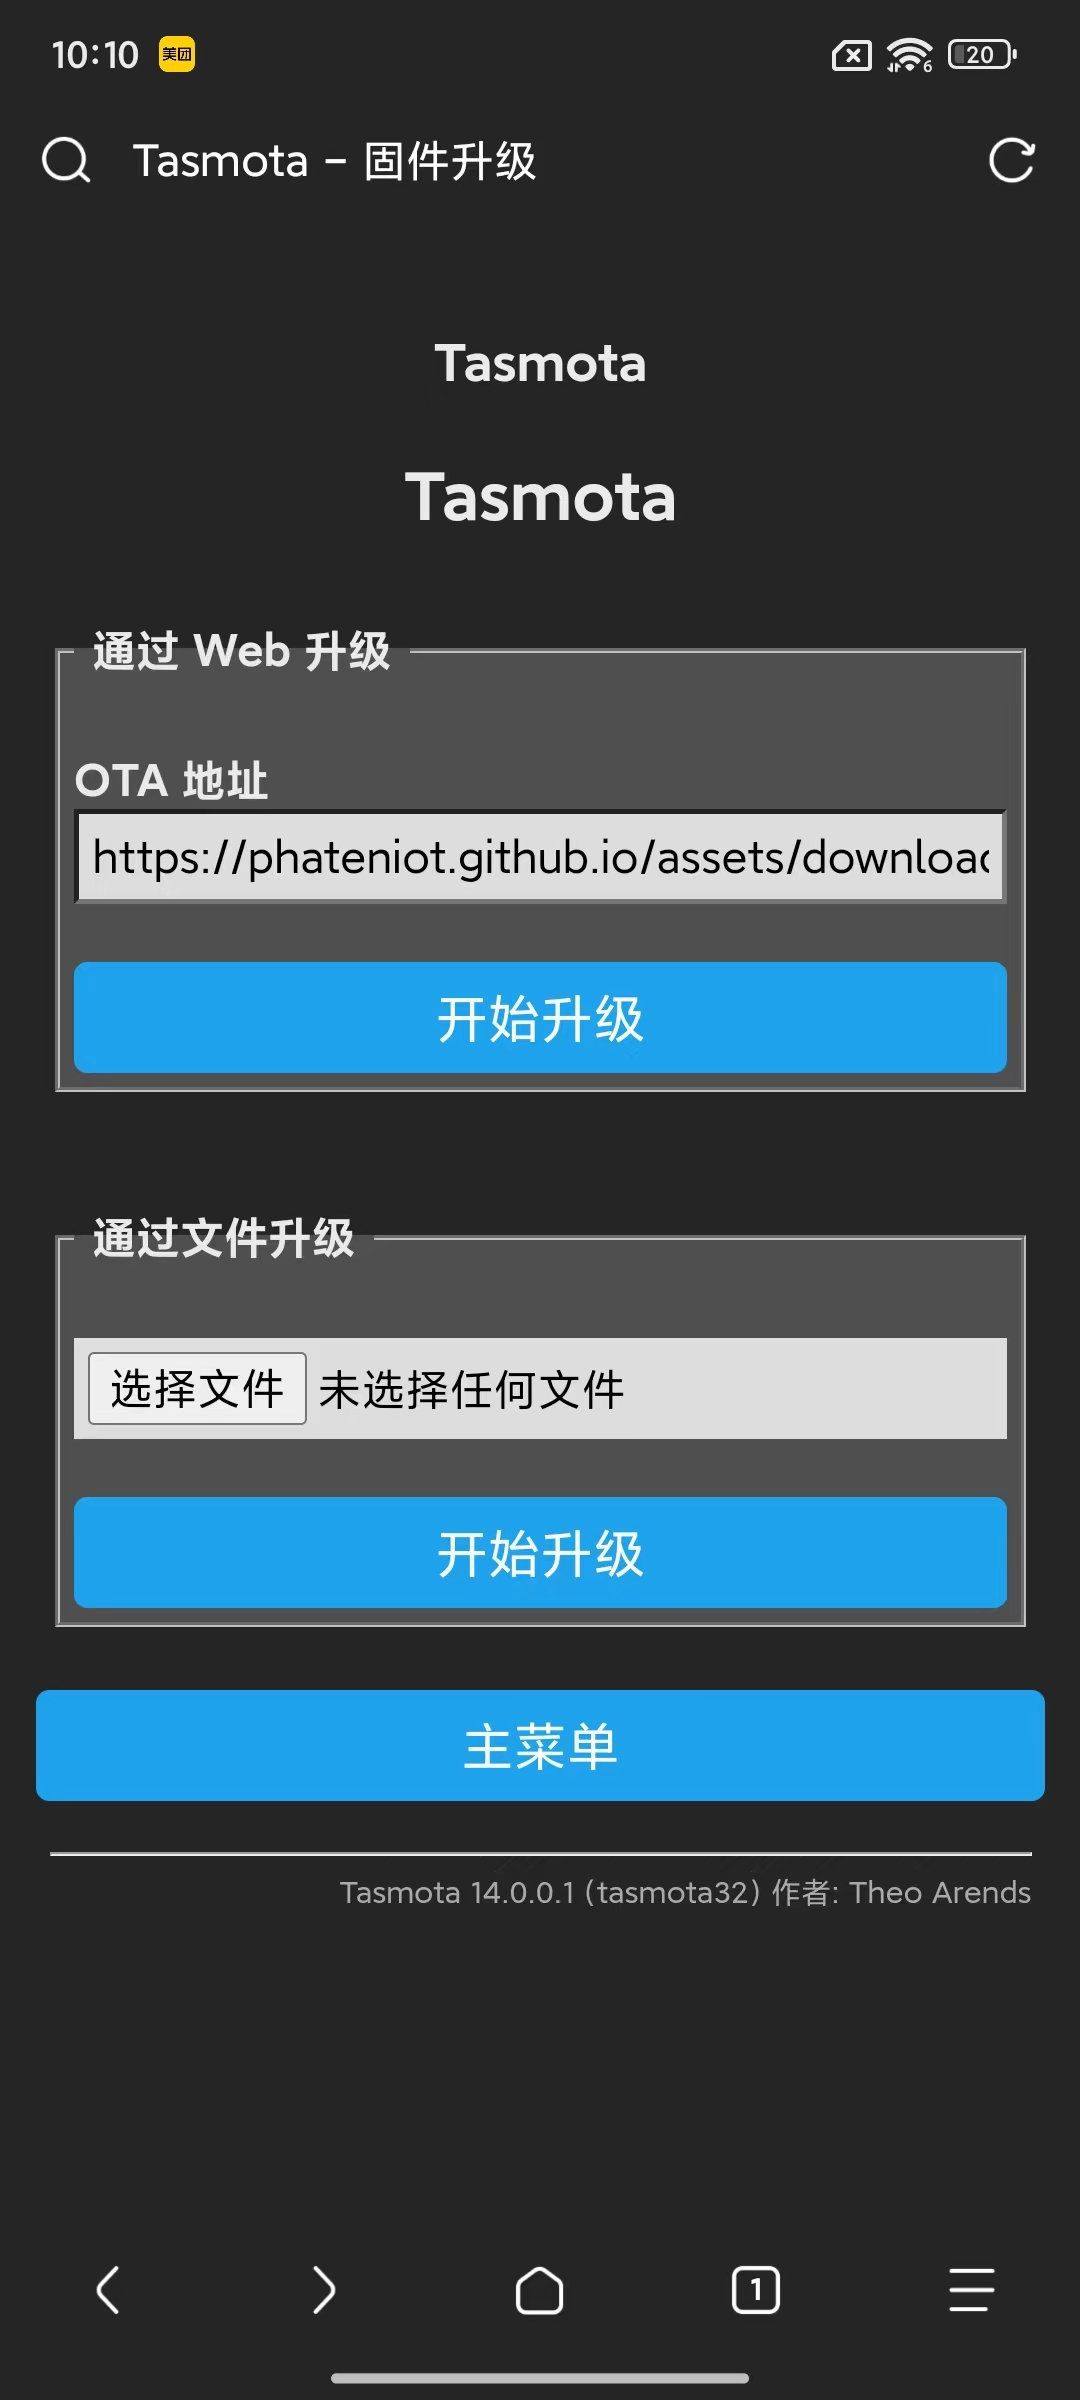 10:10 美团 6 20
Tasmota - 固件升级
Tasmota
Tasmota
通过 Web 升级
OTA 地址
https://phateniot.github.io/assets/downloac
开始升级
通过文件升级
选择文件 未选择任何文件
开始升级
主菜单
Tasmota 14.0.0.1 (tasmota32) 作者: Theo Arends
1